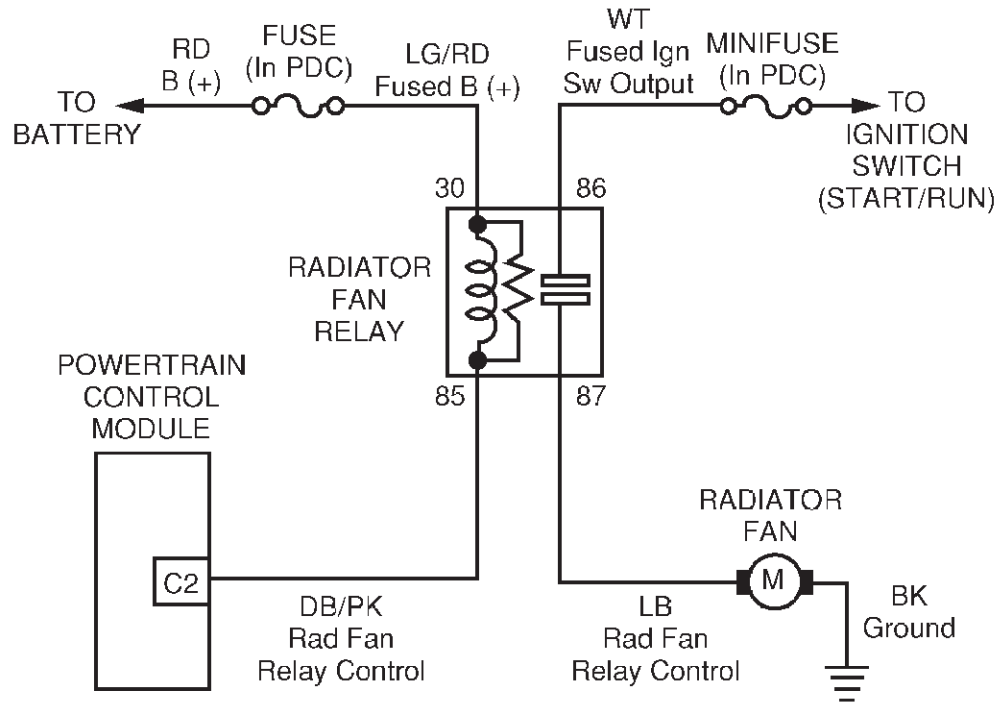 RD
B (+)
FUSE
(In PDC)
LG/RD
Fused B (+)
WT
Fused Ign
Sw Output
MINIFUSE
(In PDC)
TO
BATTERY
TO
IGNITION
SWITCH
(START/RUN)
30
86
RADIATOR
FAN
RELAY
85
87
POWERTRAIN
CONTROL
MODULE
C2
DB/PK
Rad Fan
Relay Control
LB
Rad Fan
Relay Control
RADIATOR
FAN
M
BK
Ground